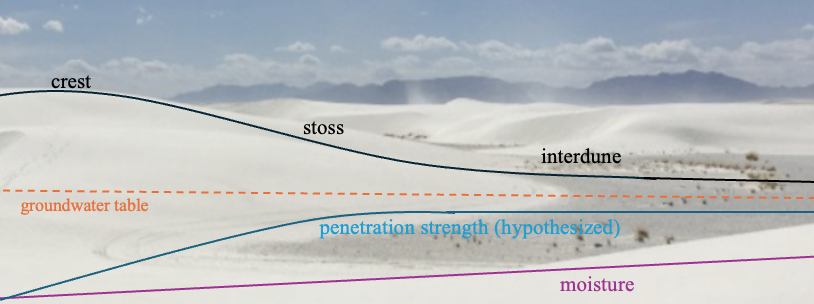 crest
stoss
interdune
groundwater table
penetration strength (hypothesized)
moisture